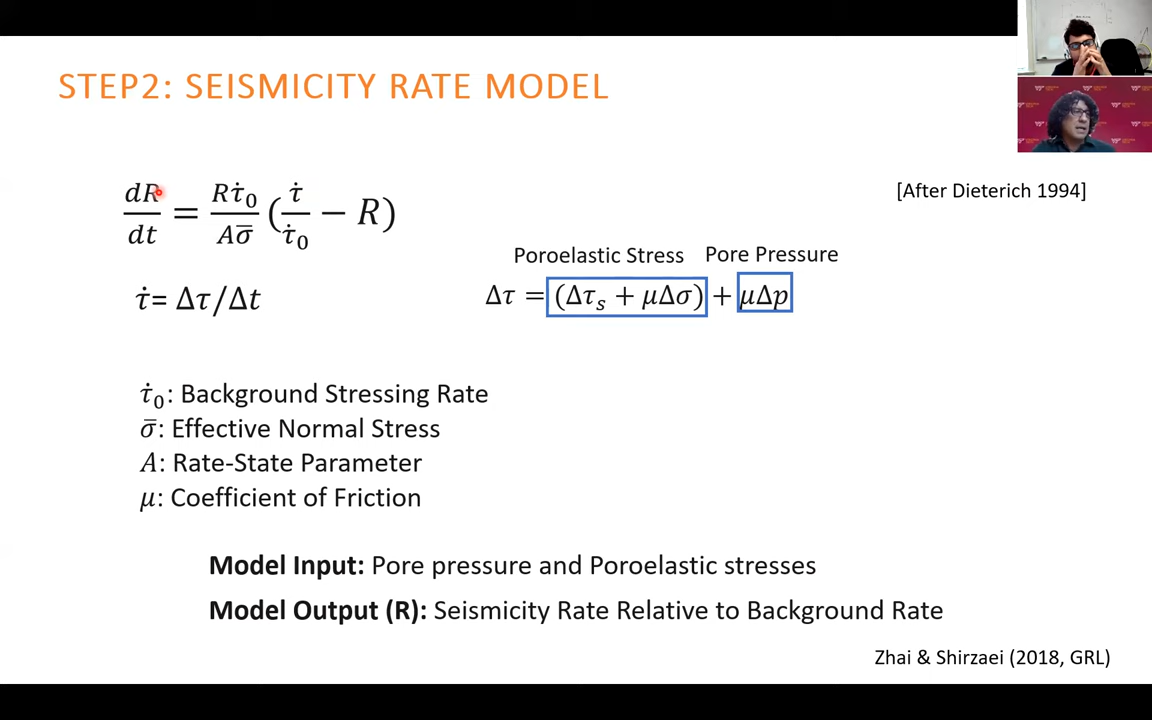 STEP2: SEISMICITY RATE MODEL
[After Dieterich 1994]
dR/dt = Rτ̇₀/Aσ̅ (τ̇/τ̇₀ − R)
Poroelastic Stress Pore Pressure
τ̇= Δτ/Δt
Δτ = (Δτₛ + μΔσ) + μΔp
τ̇₀: Background Stressing Rate
σ̅: Effective Normal Stress
A: Rate-State Parameter
μ: Coefficient of Friction
Model Input: Pore pressure and Poroelastic stresses
Model Output (R): Seismicity Rate Relative to Background Rate
Zhai & Shirzaei (2018, GRL)